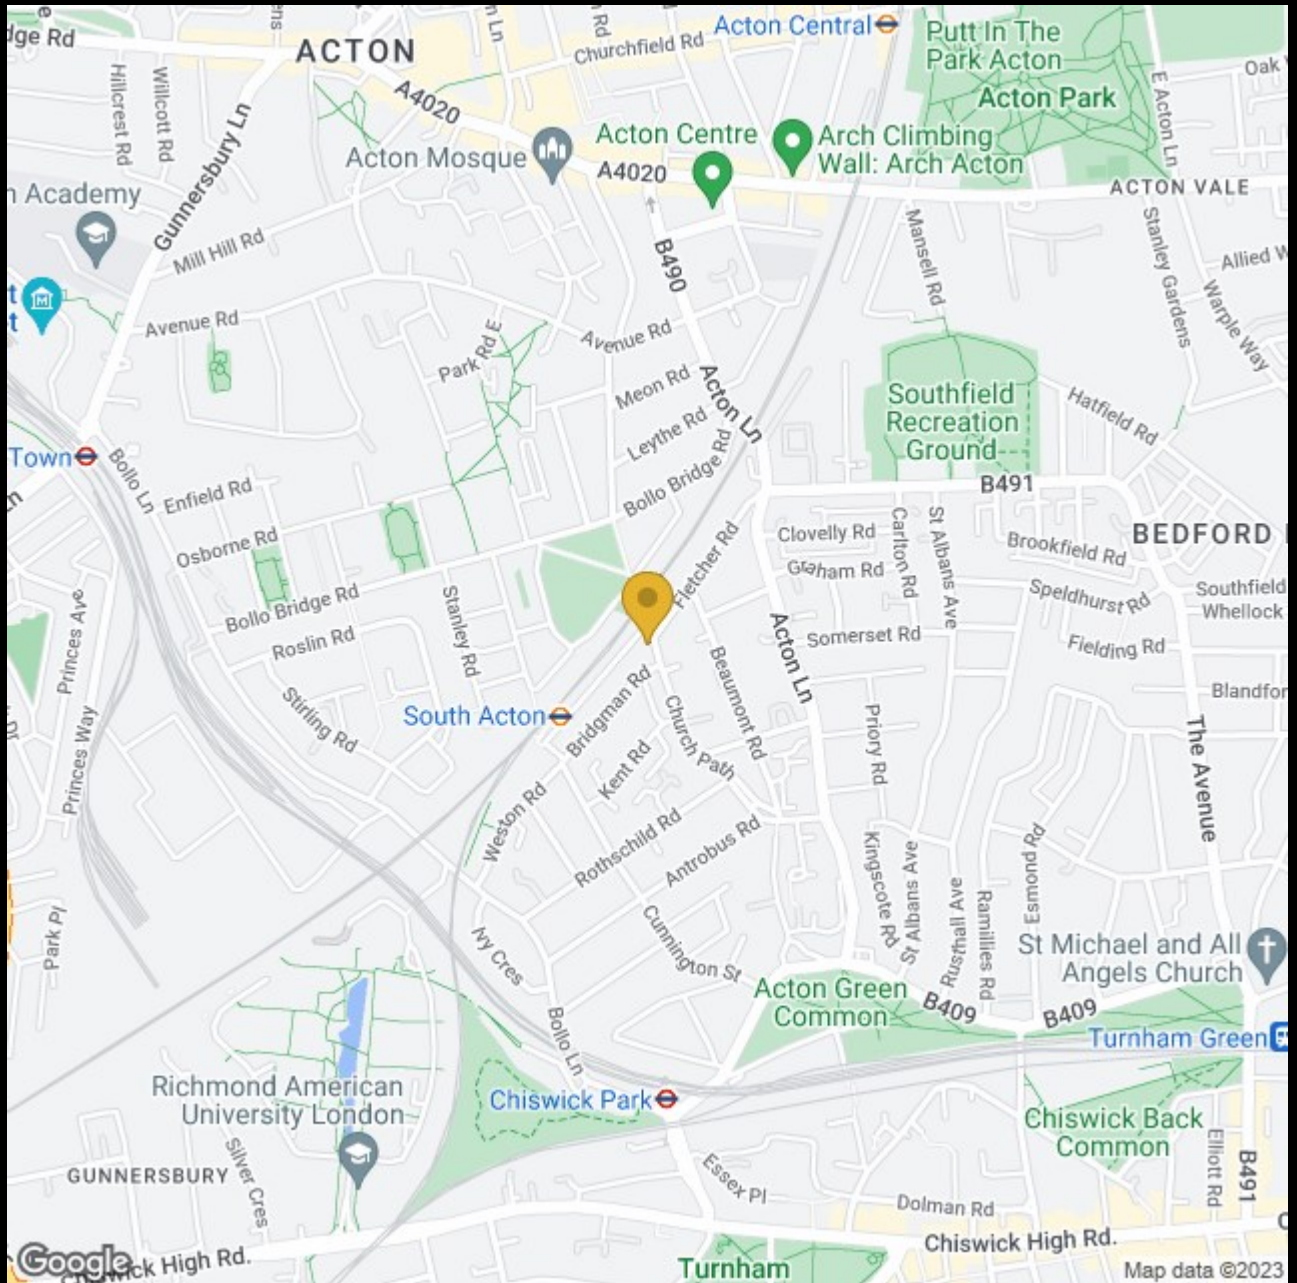 dge Rd
ACTON
Churchfield Rd
Acton Central
Putt In The
Park Acton
Acton Park
Oak
E Acton Ln
Hillcrest Rd
Willcott Rd
Gunnersbury Ln
A4020
Acton Mosque
Acton Centre
Arch Climbing
Wall: Arch Acton
A4020
ACTON VALE
Academy
Mill Hill Rd
B490
Mansell Rd
Stanley Gardens
Allied W
Warple Way
Avenue Rd
Park Rd E
Avenue Rd
Meon Rd
Acton Ln
Southfield
Recreation
Ground
Hatfield Rd
Leythe Rd
Town
Bollo Ln
Enfield Rd
Bollo Bridge Rd
B491
Osborne Rd
Fletcher Rd
Clovelly Rd
Carlton Rd
St Albans Ave
Brookfield Rd
BEDFORD
Graham Rd
Speldhurst Rd
Southfield
Whellock
Princes Ave
Bollo Bridge Rd
Stanley Rd
Roslin Rd
Acton Ln
Somerset Rd
Fielding Rd
Beaumont Rd
Blandfor
Stirling Rd
South Acton
Bridgman Rd
Church Path
Priory Rd
The Avenue
Princes Way
Kent Rd
Weston Rd
Rothschild Rd
Antrobus Rd
Kingscote Rd
St Albans Ave
Rusthall Ave
Ramillies Rd
Esmond Rd
Park Pl
Ivy Cres
Cunnington St
St Michael and All
Angels Church
Acton Green
Common
B409
B409
Bollo Ln
Turnham Green
Richmond American
University London
Chiswick Park
Chiswick Back
Common
GUNNERSBURY
Silver Cres
Essex Pl
Dolman Rd
Elliott Rd
B491
Chiswick High Rd.
Chiswick High Rd.
Turnham
Google
Map data ©2023